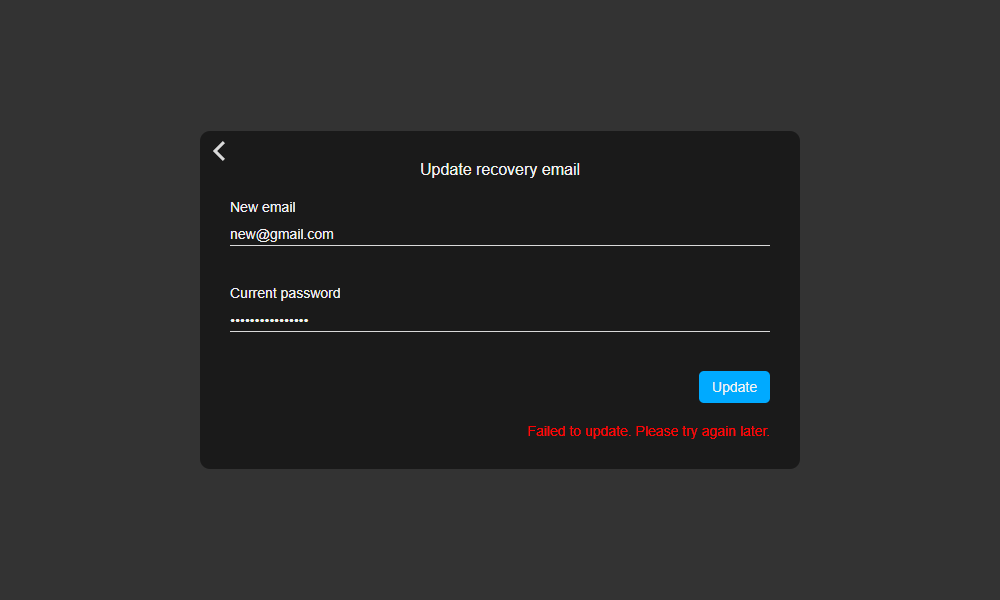 Update recovery email
New email
new@gmail.com
Current password
••••••••••••••••
Update
Failed to update. Please try again later.